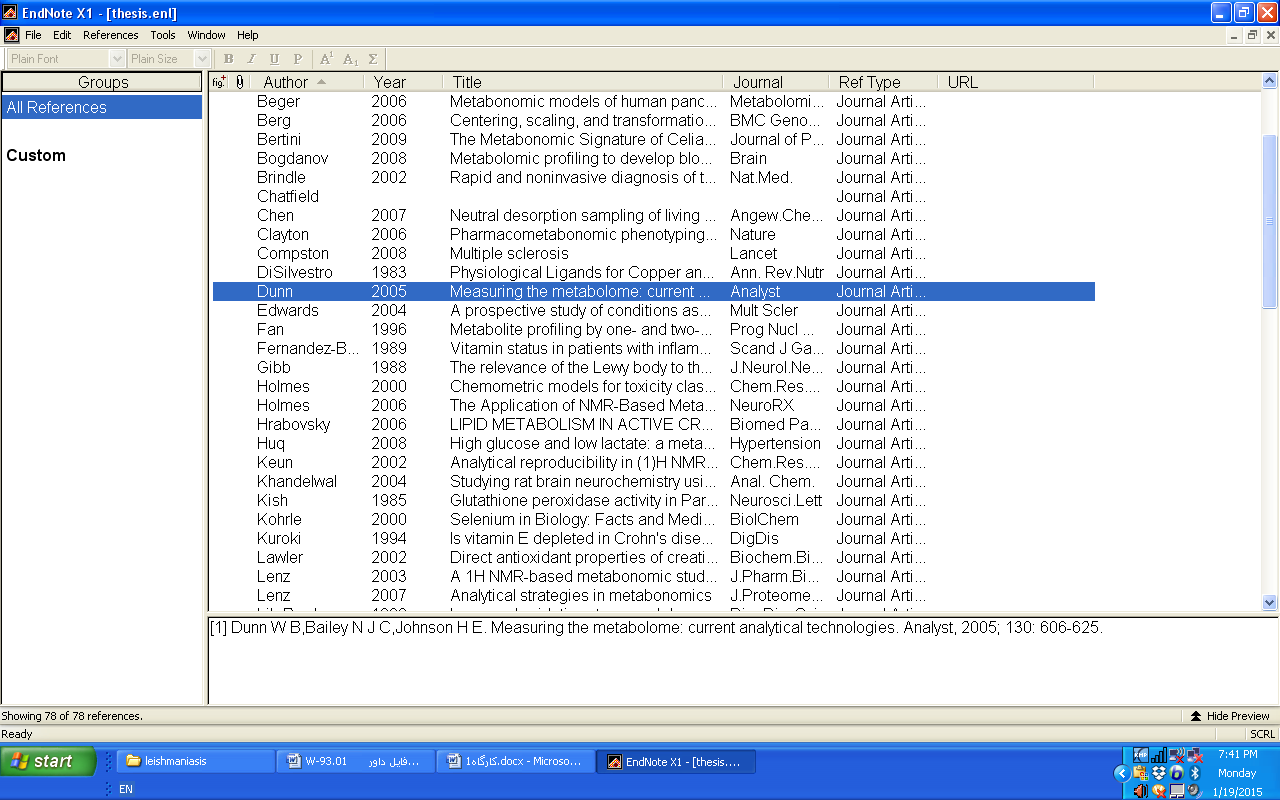 EndNote X1 - [thesis.enl]
File Edit References Tools Window Help
Plain Font Plain Size B I U P A¹ A₁ Σ
Groups
All References
Custom
fig. Author Year Title Journal Ref Type URL
Beger 2006 Metabonomic models of human panc... Metabolmi... Journal Arti...
Berg 2006 Centering, scaling, and transformatio... BMC Geno... Journal Arti...
Bertini 2009 The Metabonomic Signature of Celia... Journal of P... Journal Arti...
Bogdanov 2008 Metabolomic profiling to develop blo... Brain Journal Arti...
Brindle 2002 Rapid and noninvasive diagnosis of t... Nat.Med. Journal Arti...
Chatfield Journal Arti...
Chen 2007 Neutral desorption sampling of living ... Angew.Che... Journal Arti...
Clayton 2006 Pharmacometabonomic phenotyping... Nature Journal Arti...
Compston 2008 Multiple sclerosis Lancet Journal Arti...
DiSilvestro 1983 Physiological Ligands for Copper an... Ann. Rev.Nutr Journal Arti...
Dunn 2005 Measuring the metabolome: current ... Analyst Journal Arti...
Edwards 2004 A prospective study of conditions as... Mult Scler Journal Arti...
Fan 1996 Metabolite profiling by one- and two-... Prog Nucl ... Journal Arti...
Fernandez-B... 1989 Vitamin status in patients with inflam... Scand J Ga... Journal Arti...
Gibb 1988 The relevance of the Lewy body to th... J.Neurol.Ne... Journal Arti...
Holmes 2000 Chemometric models for toxicity clas... Chem.Res.... Journal Arti...
Holmes 2006 The Application of NMR-Based Meta... NeuroRX Journal Arti...
Hrabovsky 2006 LIPID METABOLISM IN ACTIVE CR... Biomed Pa... Journal Arti...
Huq 2008 High glucose and low lactate: a meta... Hypertension Journal Arti...
Keun 2002 Analytical reproducibility in (1)H NMR... Chem.Res.... Journal Arti...
Khandelwal 2004 Studying rat brain neurochemistry usi... Anal. Chem. Journal Arti...
Kish 1985 Glutathione peroxidase activity in Par... Neurosci.Lett Journal Arti...
Kohrle 2000 Selenium in Biology: Facts and Medi... BiolChem Journal Arti...
Kuroki 1994 Is vitamin E depleted in Crohn's dise... DigDis Journal Arti...
Lawler 2002 Direct antioxidant properties of creati... Biochem.Bi... Journal Arti...
Lenz 2003 A 1H NMR-based metabonomic stud... J.Pharm.Bi... Journal Arti...
Lenz 2007 Analytical strategies in metabonomics J.Proteome... Journal Arti...
[1] Dunn W B,Bailey N J C,Johnson H E. Measuring the metabolome: current analytical technologies. Analyst, 2005; 130: 606-625.
Showing 78 of 78 references. Hide Preview
Ready SCRL
start leishmaniasis W-93.01 فایل داور... کارگاه1.docx - Microso... EndNote X1 - [thesis....
7:41 PM
EN Monday
1/19/2015